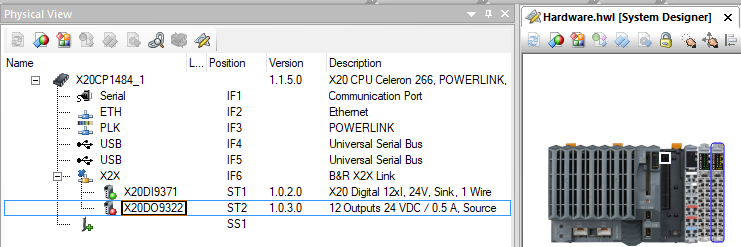 Physical View
Hardware.hwl [System Designer]
Name L... Position Version Description
X20CP1484_1 1.1.5.0 X20 CPU Celeron 266, POWERLINK,
Serial IF1 Communication Port
ETH IF2 Ethernet
PLK IF3 POWERLINK
USB IF4 Universal Serial Bus
USB IF5 Universal Serial Bus
X2X IF6 B&R X2X Link
X20DI9371 ST1 1.0.2.0 X20 Digital 12xI, 24V, Sink, 1 Wire
X20DO9322 ST2 1.0.3.0 12 Outputs 24 VDC / 0.5 A, Source
SS1